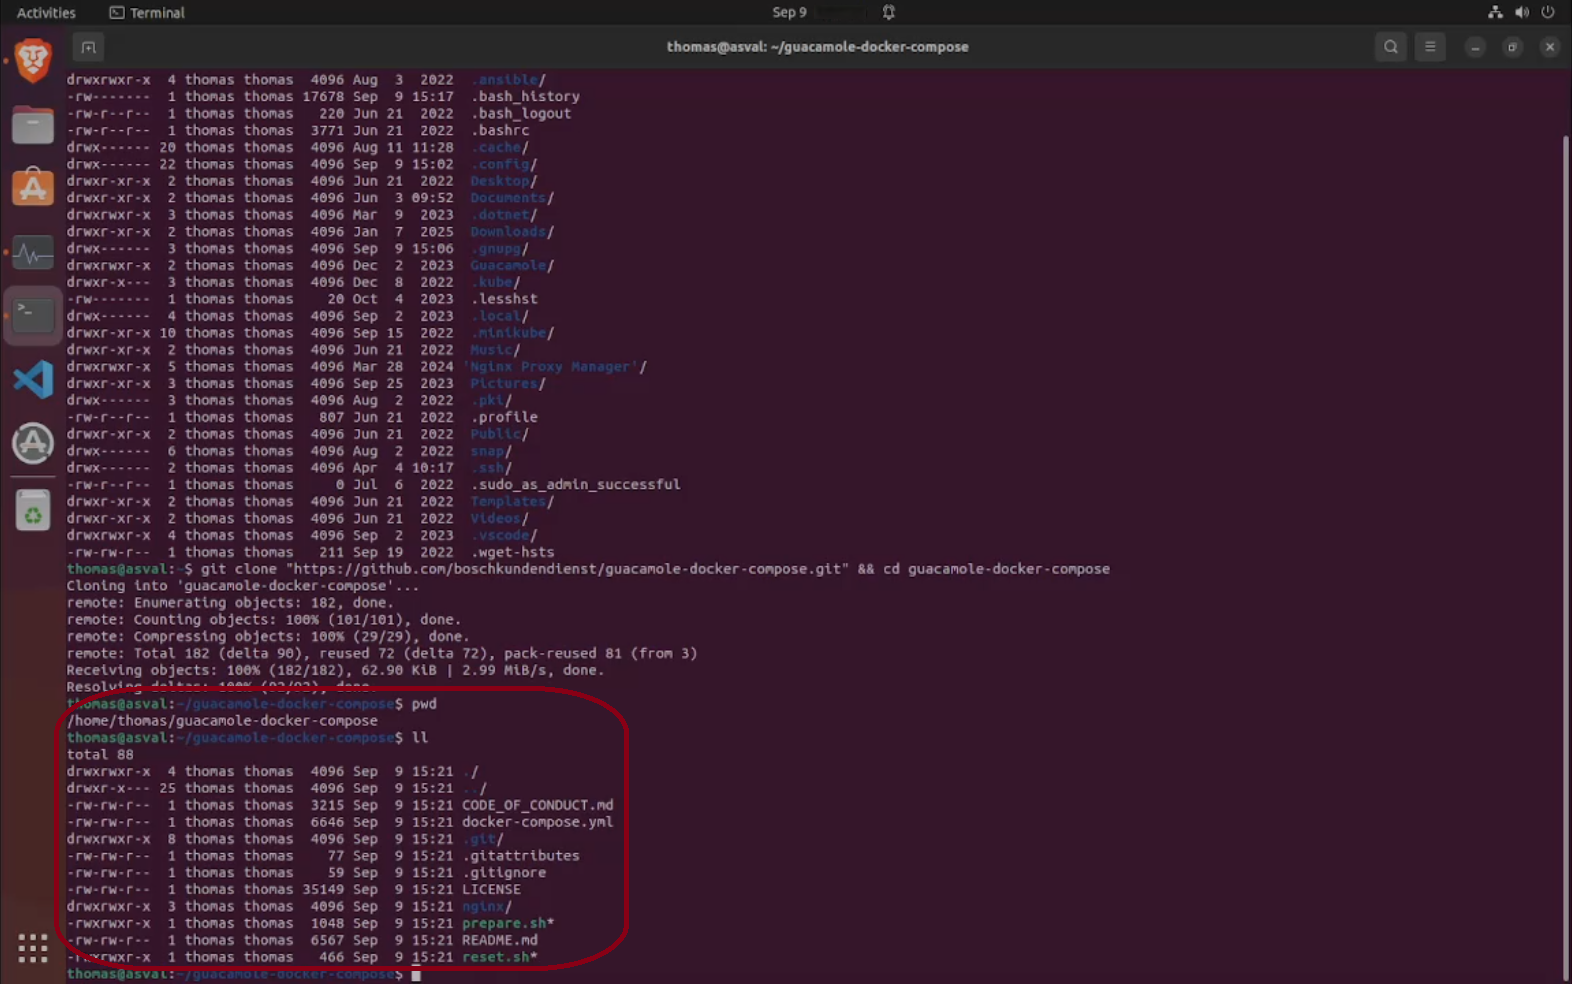 Activities Terminal Sep 9
thomas@asval: ~/guacamole-docker-compose
drwxrwxr-x  4 thomas thomas  4096 Aug  3  2022  .ansible/
-rw-------  1 thomas thomas 17678 Sep  9 15:17  .bash_history
-rw-r--r--  1 thomas thomas   220 Jun 21  2022  .bash_logout
-rw-r--r--  1 thomas thomas  3771 Jun 21  2022  .bashrc
drwx------ 20 thomas thomas  4096 Aug 11 11:28  .cache/
drwx------ 22 thomas thomas  4096 Sep  9 15:02  .config/
drwxr-xr-x  2 thomas thomas  4096 Jun 21  2022  Desktop/
drwxr-xr-x  2 thomas thomas  4096 Jun  3 09:52  Documents/
drwxrwxr-x  3 thomas thomas  4096 Mar  9  2023  .dotnet/
drwxr-xr-x  2 thomas thomas  4096 Jan  7  2025  Downloads/
drwx------  3 thomas thomas  4096 Sep  9 15:06  .gnupg/
drwxrwxr-x  2 thomas thomas  4096 Dec  2  2023  Guacamole/
drwxr-x---  3 thomas thomas  4096 Dec  8  2022  .kube/
-rw-------  1 thomas thomas    20 Oct  4  2023  .lesshst
drwx------  4 thomas thomas  4096 Sep  2  2023  .local/
drwxr-xr-x 10 thomas thomas  4096 Sep 15  2022  .minikube/
drwxr-xr-x  2 thomas thomas  4096 Jun 21  2022  Music/
drwxrwxr-x  5 thomas thomas  4096 Mar 28  2024 'Nginx Proxy Manager'/
drwxr-xr-x  3 thomas thomas  4096 Sep 25  2023  Pictures/
drwx------  3 thomas thomas  4096 Aug  2  2022  .pki/
-rw-r--r--  1 thomas thomas   807 Jun 21  2022  .profile
drwxr-xr-x  2 thomas thomas  4096 Jun 21  2022  Public/
drwx------  6 thomas thomas  4096 Aug  2  2022  snap/
drwx------  2 thomas thomas  4096 Apr  4 10:17  .ssh/
-rw-r--r--  1 thomas thomas     0 Jul  6  2022  .sudo_as_admin_successful
drwxr-xr-x  2 thomas thomas  4096 Jun 21  2022  Templates/
drwxr-xr-x  2 thomas thomas  4096 Jun 21  2022  Videos/
drwxrwxr-x  4 thomas thomas  4096 Sep  2  2023  .vscode/
-rw-rw-r--  1 thomas thomas   211 Sep 19  2022  .wget-hsts
thomas@asval:~$ git clone "https://github.com/boschkundendienst/guacamole-docker-compose.git" && cd guacamole-docker-compose
Cloning into 'guacamole-docker-compose'...
remote: Enumerating objects: 182, done.
remote: Counting objects: 100% (101/101), done.
remote: Compressing objects: 100% (29/29), done.
remote: Total 182 (delta 90), reused 72 (delta 72), pack-reused 81 (from 3)
Receiving objects: 100% (182/182), 62.90 KiB | 2.99 MiB/s, done.
Resolving deltas: 100% (92/92), done.
thomas@asval:~/guacamole-docker-compose$ pwd
/home/thomas/guacamole-docker-compose
thomas@asval:~/guacamole-docker-compose$ ll
total 88
drwxrwxr-x  4 thomas thomas  4096 Sep  9 15:21 ./
drwxr-x--- 25 thomas thomas  4096 Sep  9 15:21 ../
-rw-rw-r--  1 thomas thomas  3215 Sep  9 15:21 CODE_OF_CONDUCT.md
-rw-rw-r--  1 thomas thomas  6646 Sep  9 15:21 docker-compose.yml
drwxrwxr-x  8 thomas thomas  4096 Sep  9 15:21 .git/
-rw-rw-r--  1 thomas thomas    77 Sep  9 15:21 .gitattributes
-rw-rw-r--  1 thomas thomas    59 Sep  9 15:21 .gitignore
-rw-rw-r--  1 thomas thomas 35149 Sep  9 15:21 LICENSE
drwxrwxr-x  3 thomas thomas  4096 Sep  9 15:21 nginx/
-rwxrwxr-x  1 thomas thomas  1048 Sep  9 15:21 prepare.sh*
-rw-rw-r--  1 thomas thomas  6567 Sep  9 15:21 README.md
-rwxrwxr-x  1 thomas thomas   466 Sep  9 15:21 reset.sh*
thomas@asval:~/guacamole-docker-compose$